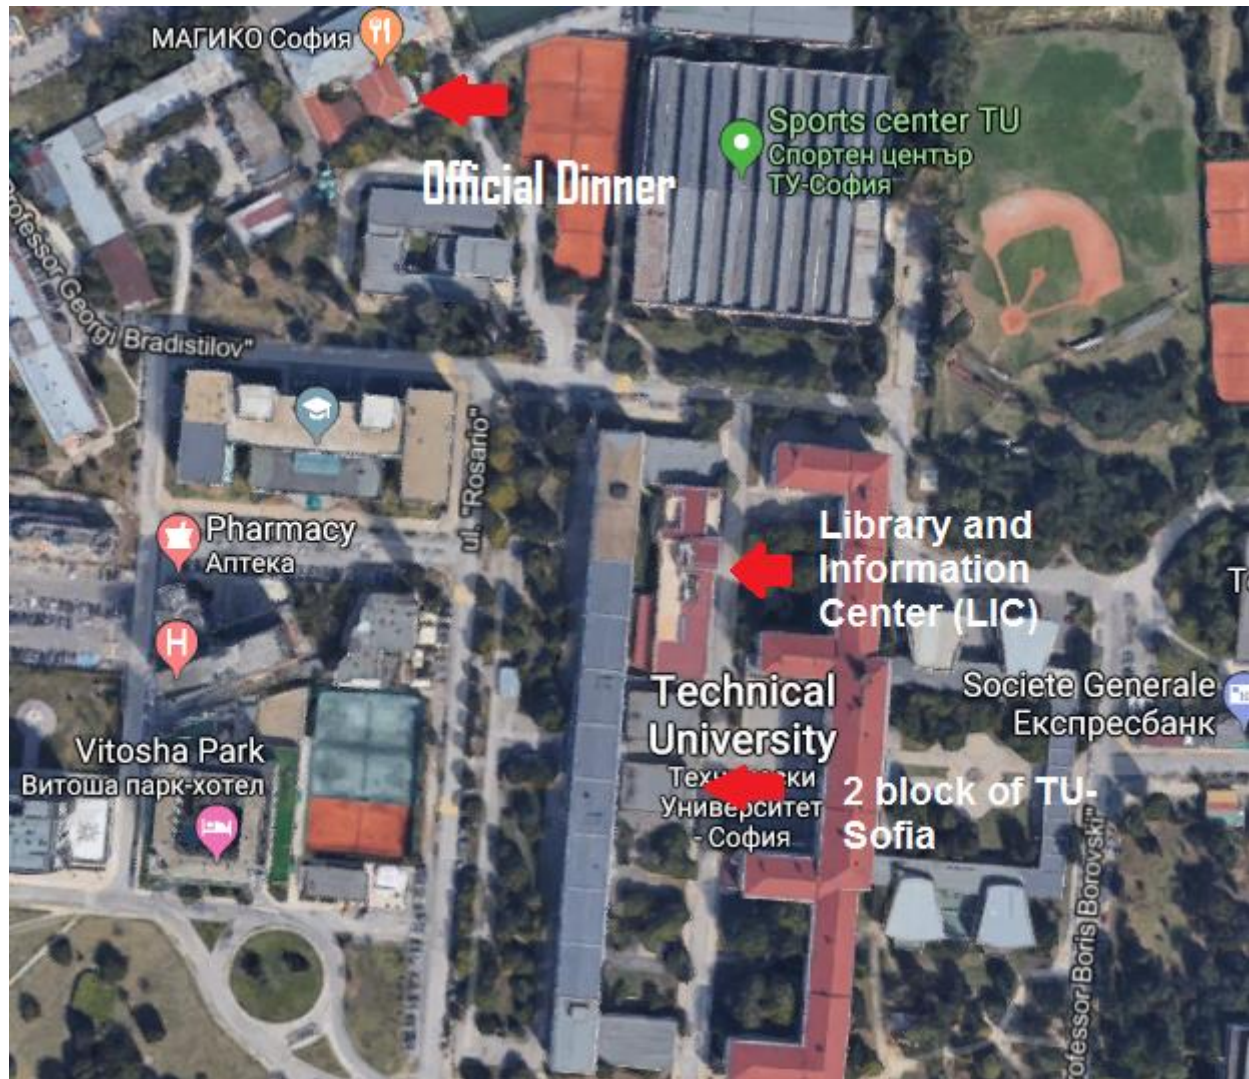 МАГИКО София
Official Dinner
Sports center TU
Спортен център
ТУ-София
Professor Georgi Bradistilov"
ul. "Rosario"
Pharmacy
Аптека
H
Library and
Information
Center (LIC)
Technical
University
Технически
Университет
- София
2 block of TU-
Sofia
Societe Generale
Експресбанк
Vitosha Park
Витоша парк-хотел
Professor Boris Borovski"